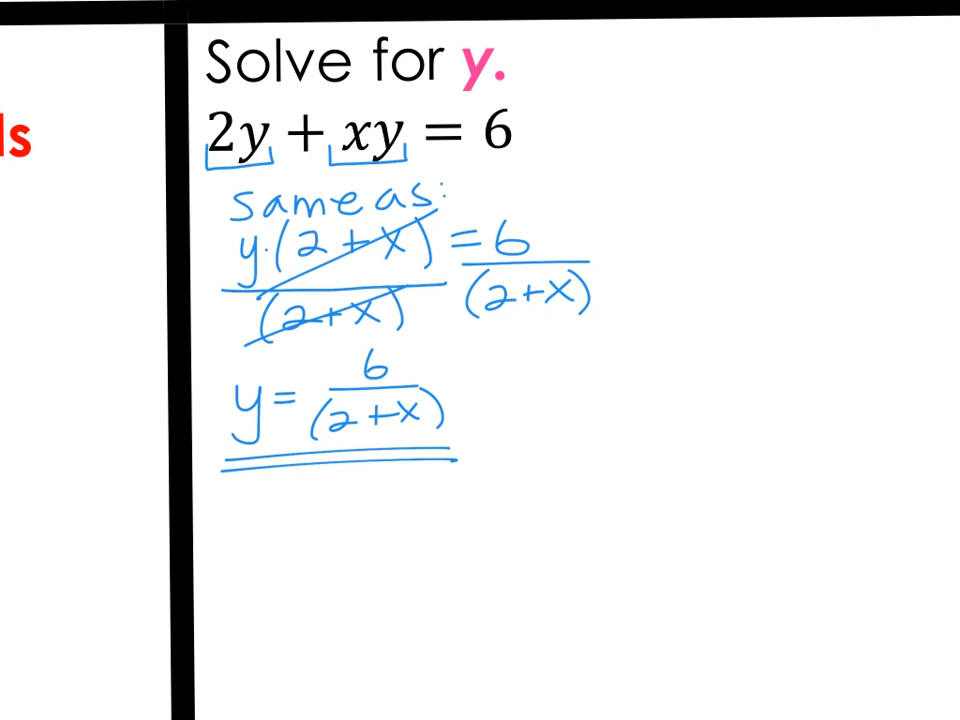 Solve for y.
2y + xy = 6
ls
same as:
y·(2+x) = 6
(2+x) (2+x)
y = 6
(2+x)